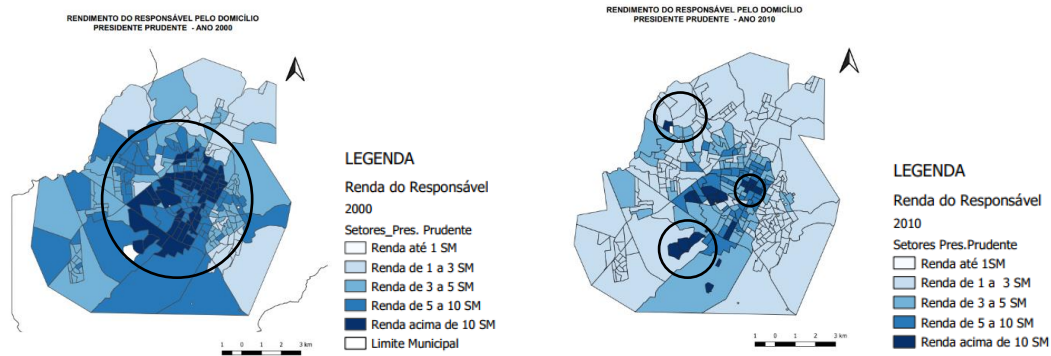 RENDIMENTO DO RESPONSÁVEL PELO DOMICÍLIO
PRESIDENTE PRUDENTE - ANO 2000
LEGENDA
Renda do Responsável
2000
Setores_Pres. Prudente
Renda até 1 SM
Renda de 1 a 3 SM
Renda de 3 a 5 SM
Renda de 5 a 10 SM
Renda acima de 10 SM
Limite Municipal
1 0 1 2 3 km
RENDIMENTO DO RESPONSÁVEL PELO DOMICÍLIO
PRESIDENTE PRUDENTE - ANO 2010
LEGENDA
Renda do Responsável
2010
Setores Pres.Prudente
Renda até 1SM
Renda de 1 a 3 SM
Renda de 3 a 5 SM
Renda de 5 a 10 SM
Renda acima de 10 SM
1 0 1 2 3 km